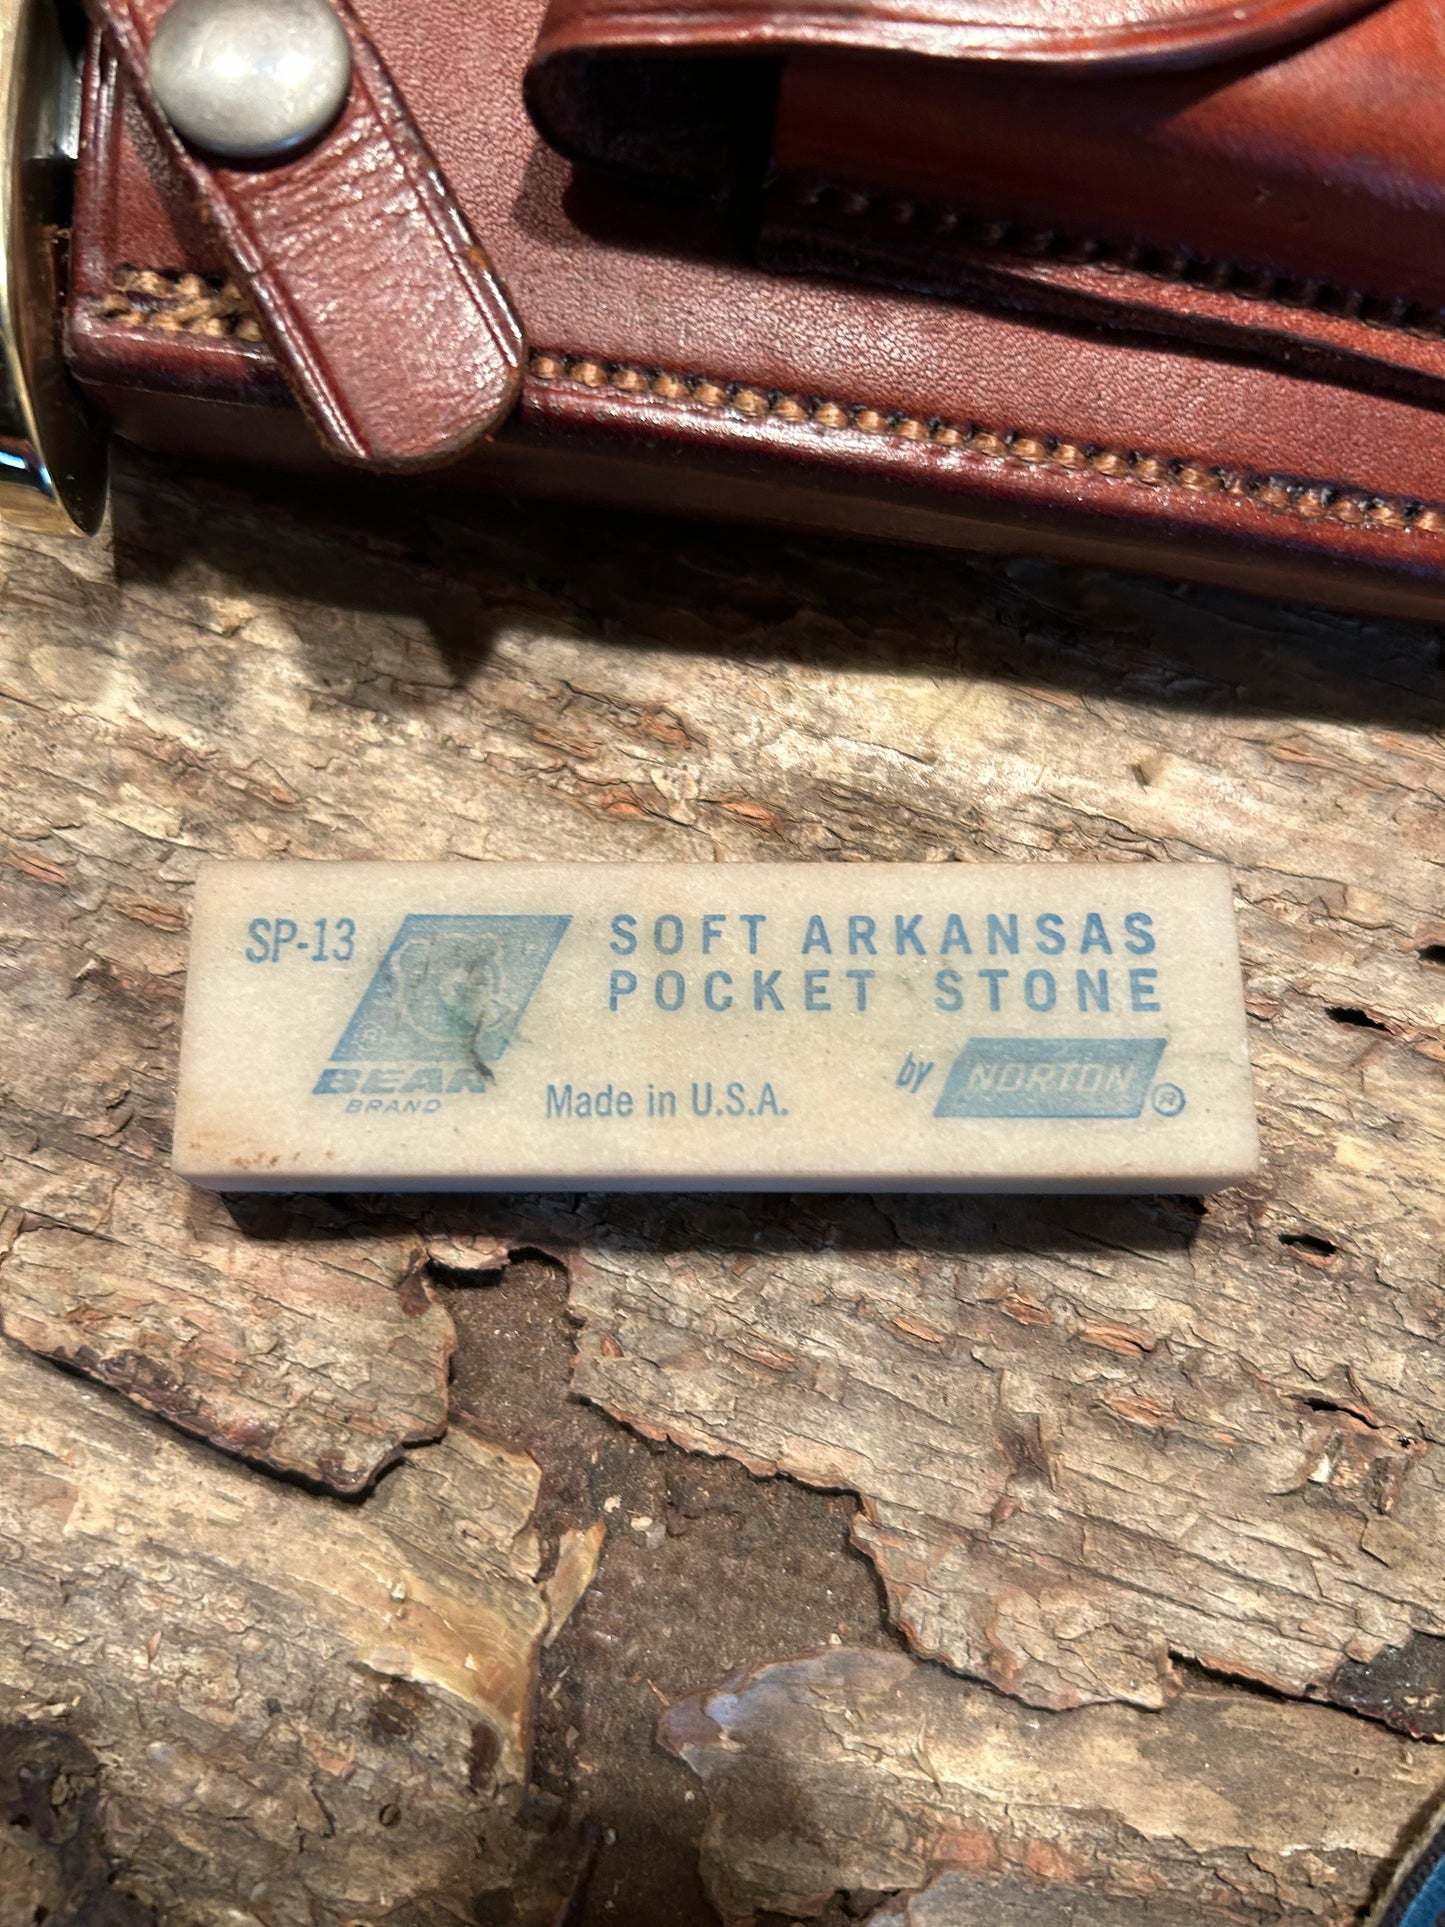 SP-13
SOFT ARKANSAS
POCKET STONE
BEAR
BRAND
Made in U.S.A.
by NORTON ®